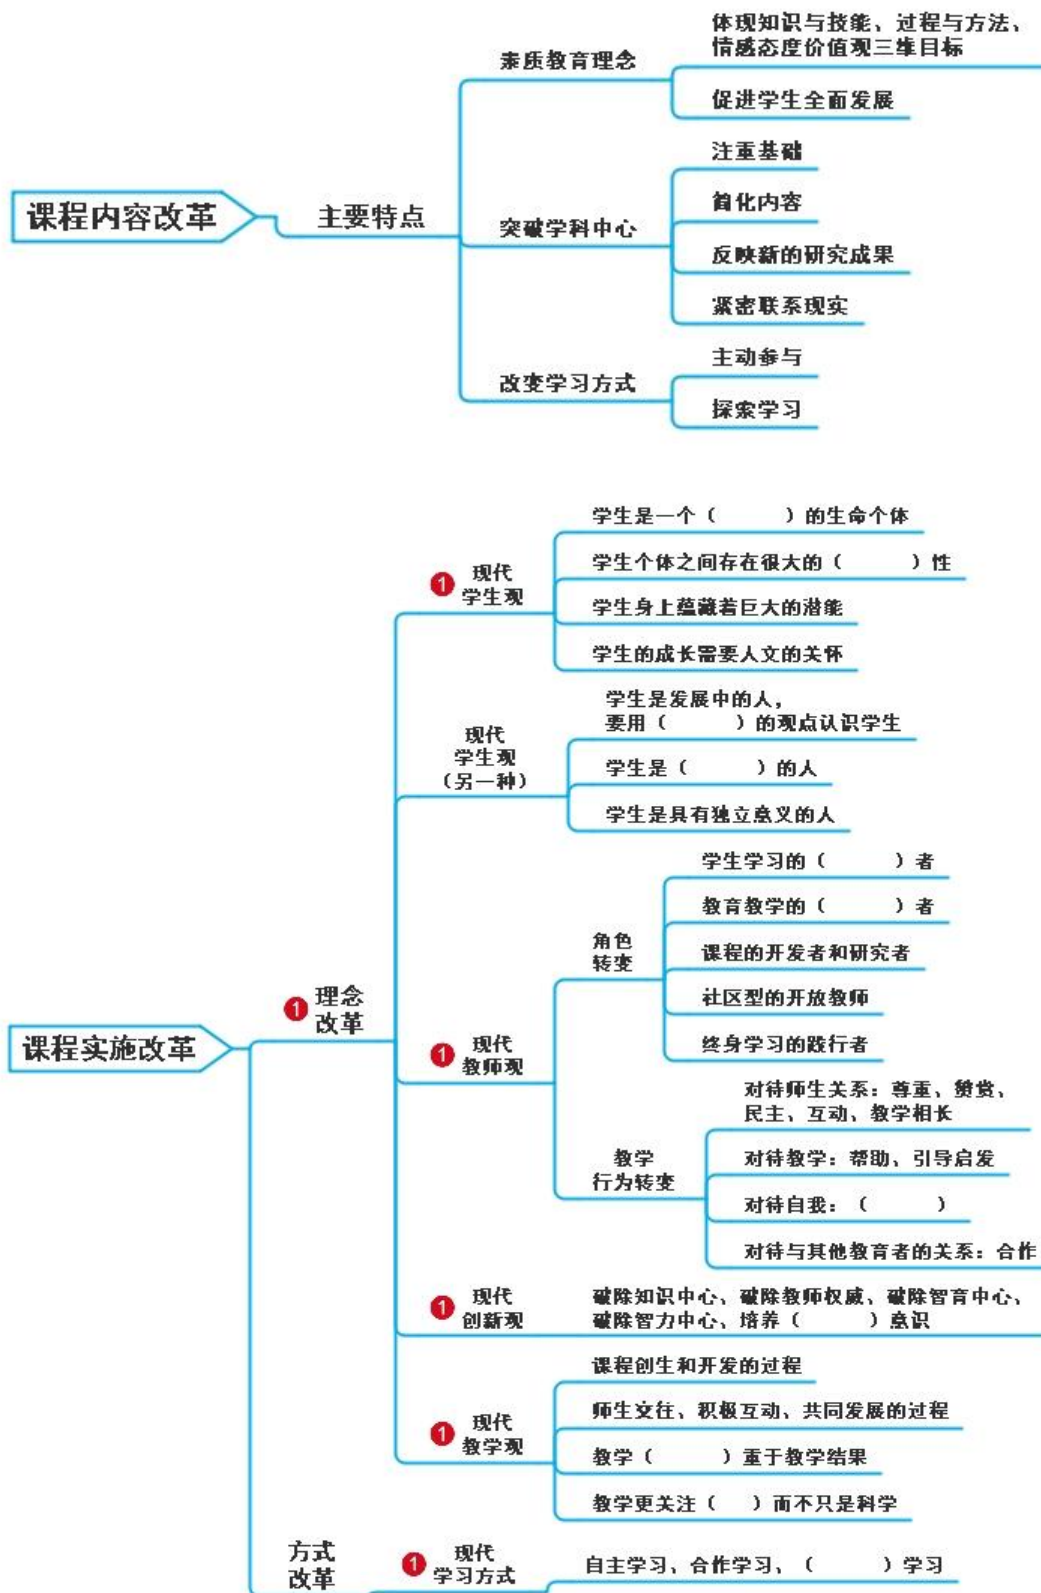 课程内容改革
主要特点
素质教育理念
体现知识与技能、过程与方法、
情感态度价值观三维目标
促进学生全面发展
突破学科中心
注重基础
简化内容
反映新的研究成果
紧密联系现实
改变学习方式
主动参与
探索学习
课程实施改革
1 理念
改革
1 现代
学生观
学生是一个（ ）的生命个体
学生个体之间存在很大的（ ）性
学生身上蕴藏着巨大的潜能
学生的成长需要人文的关怀
现代
学生观
（另一种）
学生是发展中的人，
要用（ ）的观点认识学生
学生是（ ）的人
学生是具有独立意义的人
1 现代
教师观
角色
转变
学生学习的（ ）者
教育教学的（ ）者
课程的开发者和研究者
社区型的开放教师
终身学习的践行者
教学
行为转变
对待师生关系：尊重、赞赏、
民主、互动、教学相长
对待教学：帮助、引导启发
对待自我：（ ）
对待与其他教育者的关系：合作
1 现代
创新观
破除知识中心、破除教师权威、破除智育中心、
破除智力中心、培养（ ）意识
1 现代
教学观
课程创生和开发的过程
师生交往、积极互动、共同发展的过程
教学（ ）重于教学结果
教学更关注（ ）而不只是科学
方式
改革
1 现代
学习方式
自主学习、合作学习、（ ）学习